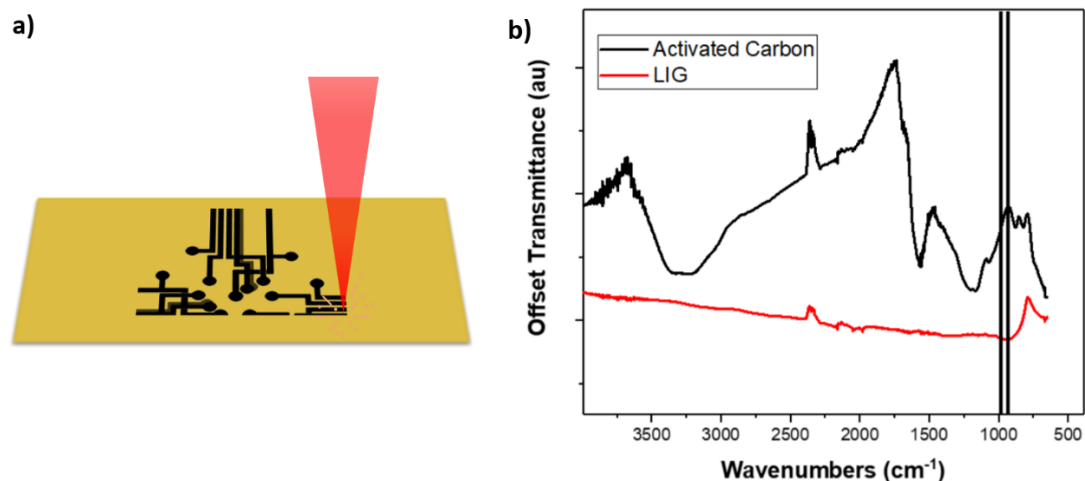 a)
b)
Activated Carbon
LIG
Offset Transmittance (au)
3500 3000 2500 2000 1500 1000 500
Wavenumbers (cm⁻¹)